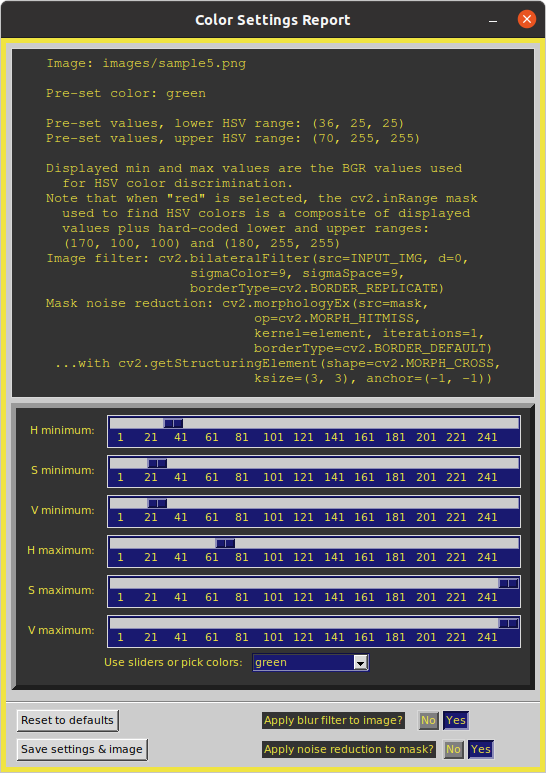 Color Settings Report
Image: images/sample5.png
Pre-set color: green
Pre-set values, lower HSV range: (36, 25, 25)
Pre-set values, upper HSV range: (70, 255, 255)
Displayed min and max values are the BGR values used
for HSV color discrimination.
Note that when "red" is selected, the cv2.inRange mask
used to find HSV colors is a composite of displayed
values plus hard-coded lower and upper ranges:
(170, 100, 100) and (180, 255, 255)
Image filter: cv2.bilateralFilter(src=INPUT_IMG, d=0,
sigmaColor=9, sigmaSpace=9,
borderType=cv2.BORDER_REPLICATE)
Mask noise reduction: cv2.morphologyEx(src=mask,
op=cv2.MORPH_HITMISS,
kernel=element, iterations=1,
borderType=cv2.BORDER_DEFAULT)
...with cv2.getStructuringElement(shape=cv2.MORPH_CROSS,
ksize=(3, 3), anchor=(-1, -1))
H minimum:
1 21 41 61 81 101 121 141 161 181 201 221 241
S minimum:
1 21 41 61 81 101 121 141 161 181 201 221 241
V minimum:
1 21 41 61 81 101 121 141 161 181 201 221 241
H maximum:
1 21 41 61 81 101 121 141 161 181 201 221 241
S maximum:
1 21 41 61 81 101 121 141 161 181 201 221 241
V maximum:
1 21 41 61 81 101 121 141 161 181 201 221 241
Use sliders or pick colors: green
Reset to defaults
Apply blur filter to image? No Yes
Save settings & image
Apply noise reduction to mask? No Yes